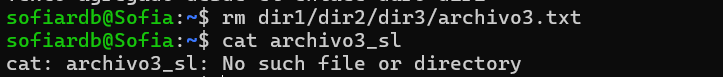 sofiardb@Sofia:~$ rm dir1/dir2/dir3/archivo3.txt
sofiardb@Sofia:~$ cat archivo3_sl
cat: archivo3_sl: No such file or directory